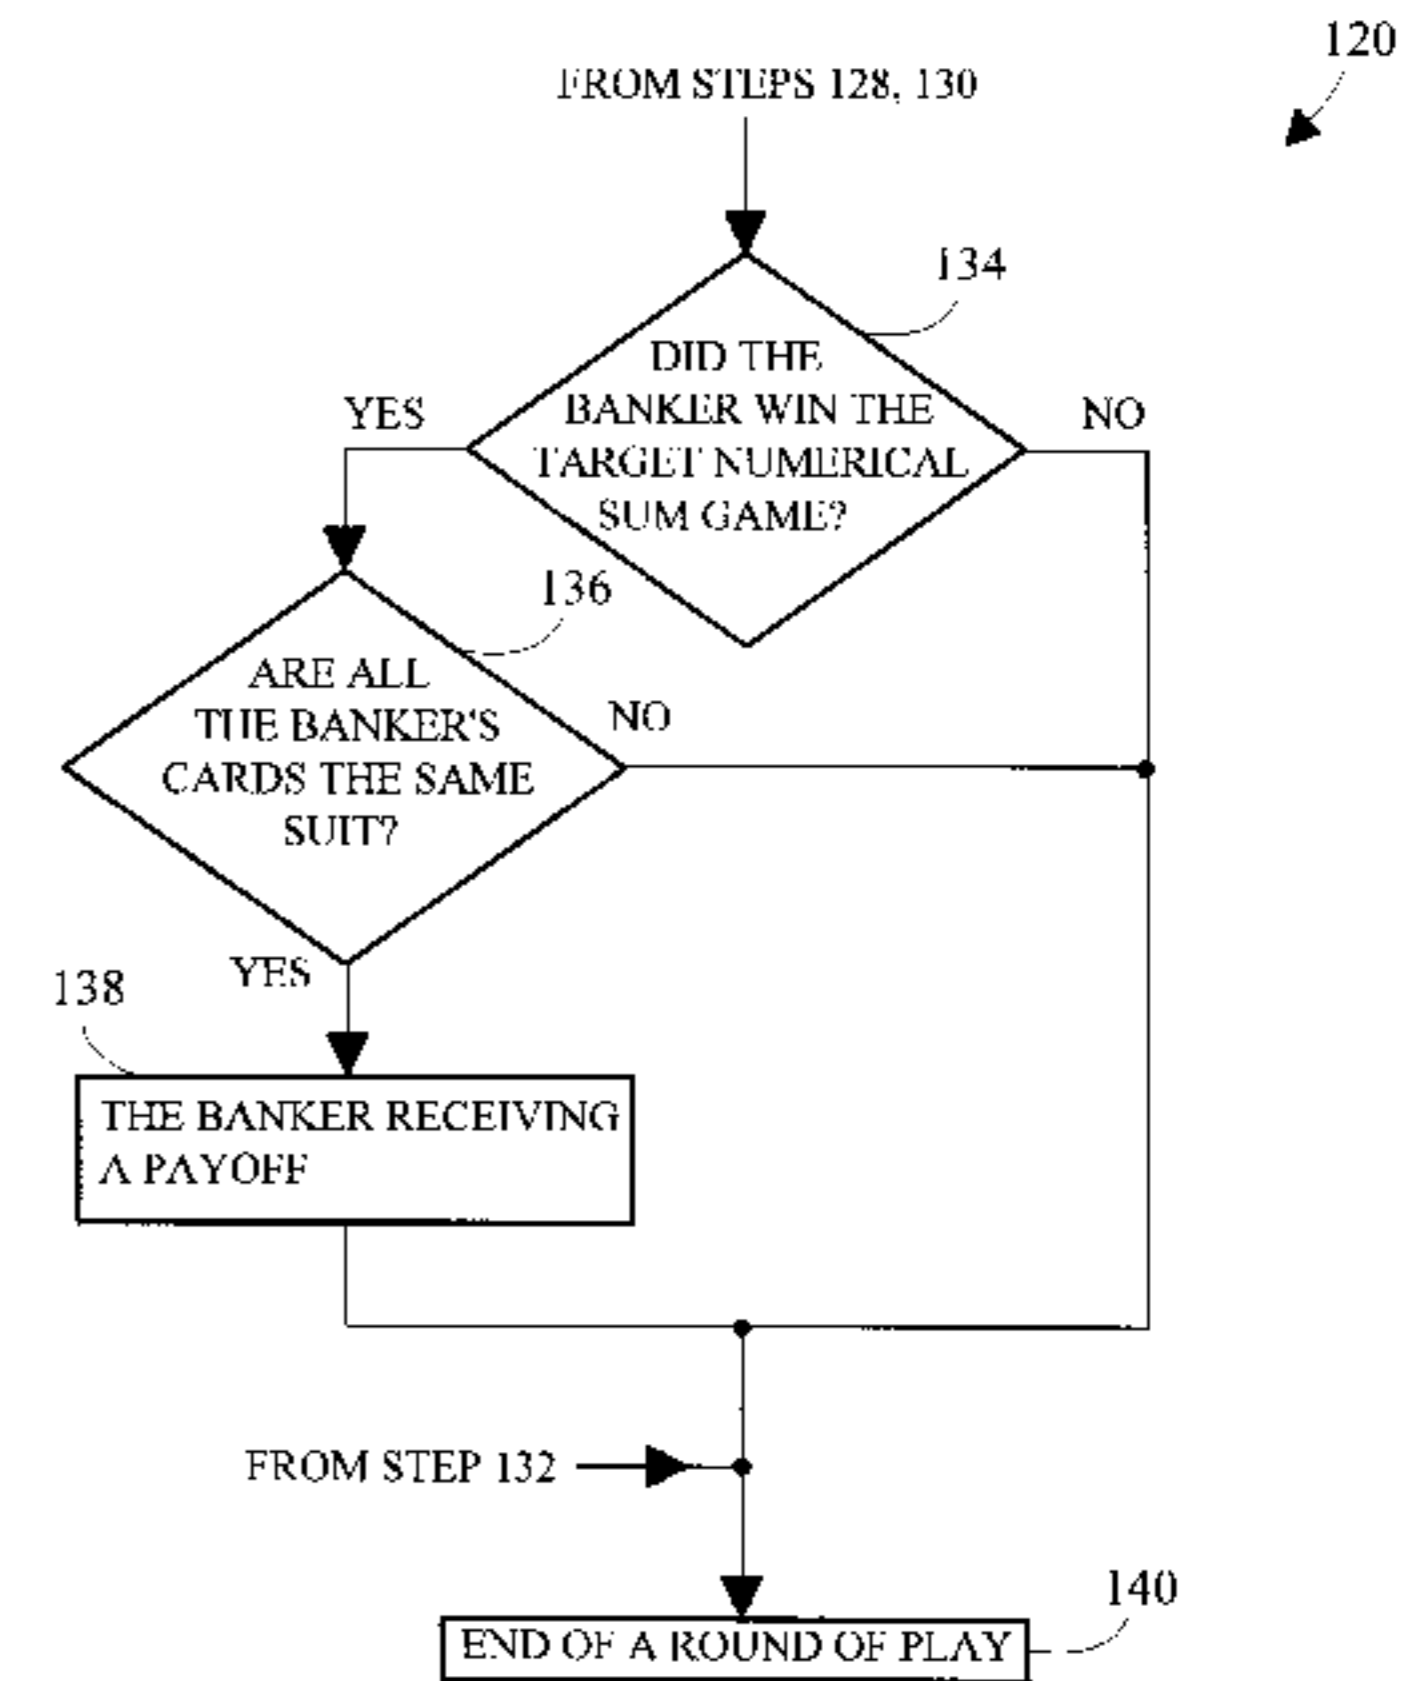 120
FROM STEPS 128, 130
134
DID THE
BANKER WIN THE
TARGET NUMERICAL
SUM GAME?
YES
NO
136
ARE ALL
THE BANKER'S
CARDS THE SAME
SUIT?
NO
YES
138
THE BANKER RECEIVING
A PAYOFF
FROM STEP 132
140
END OF A ROUND OF PLAY